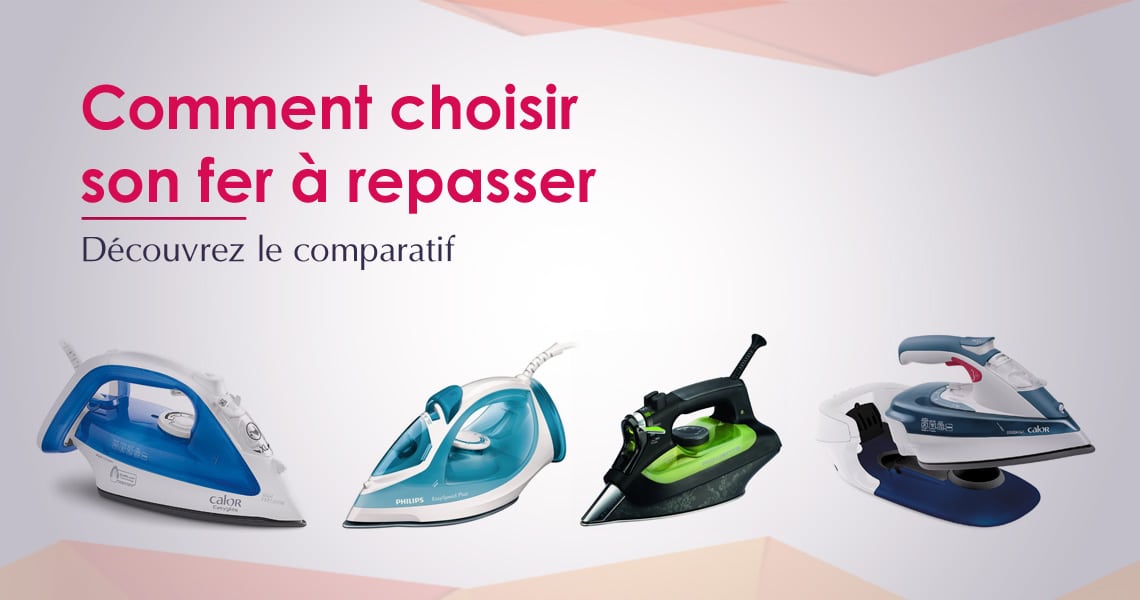 Comment choisir
son fer à repasser
Découvrez le comparatif
calor
Easygliss
PHILIPS
EasySpeed Plus
calor